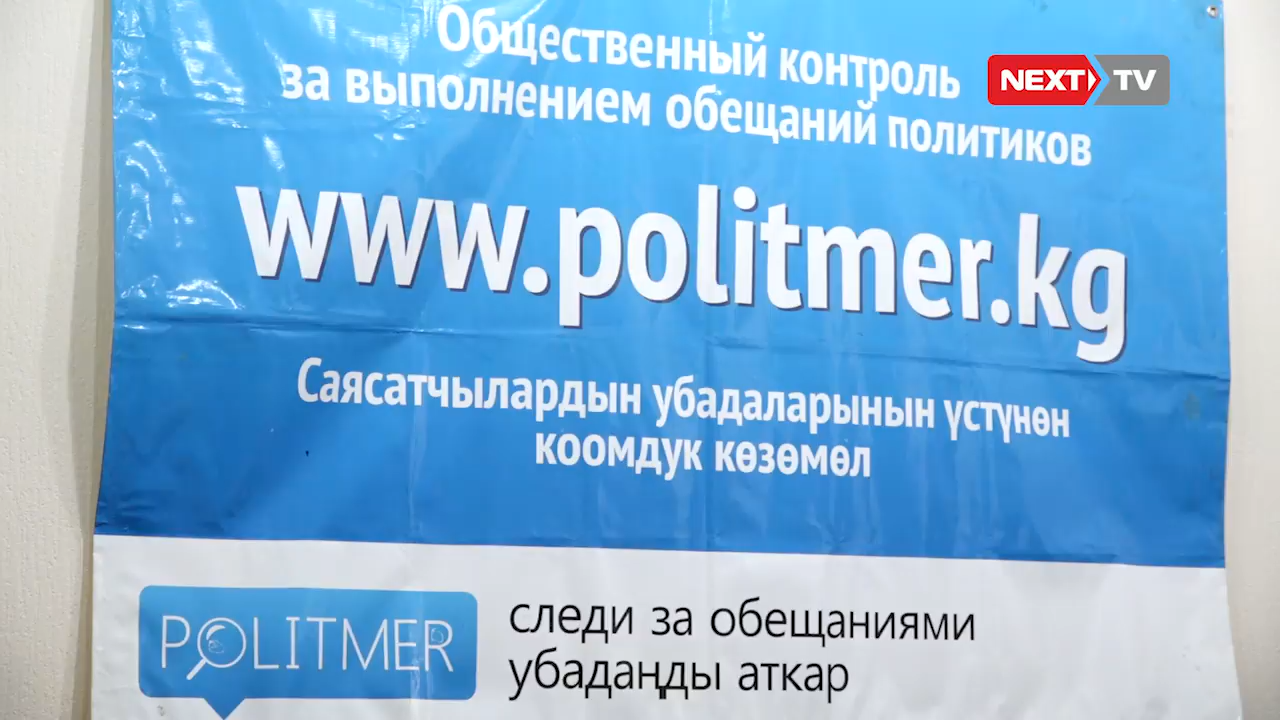 Общественный контроль
за выполнением обещаний политиков
NEXT TV
www.politmer.kg
Саясатчылардын убадаларынын үстүнөн
коомдук көзөмөл
POLITMER
следи за обещаниями
убадаңды аткар